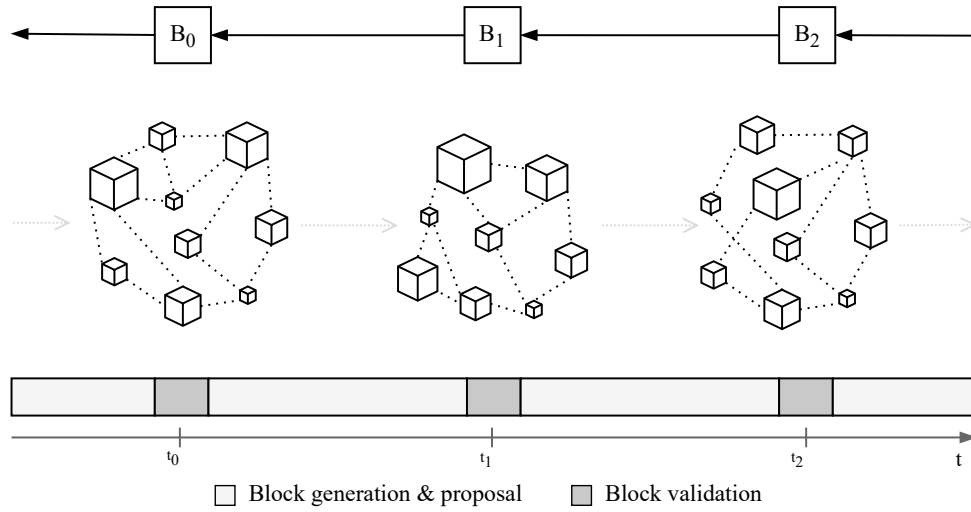 B0 B1 B2
t0 t1 t2 t
Block generation & proposal Block validation